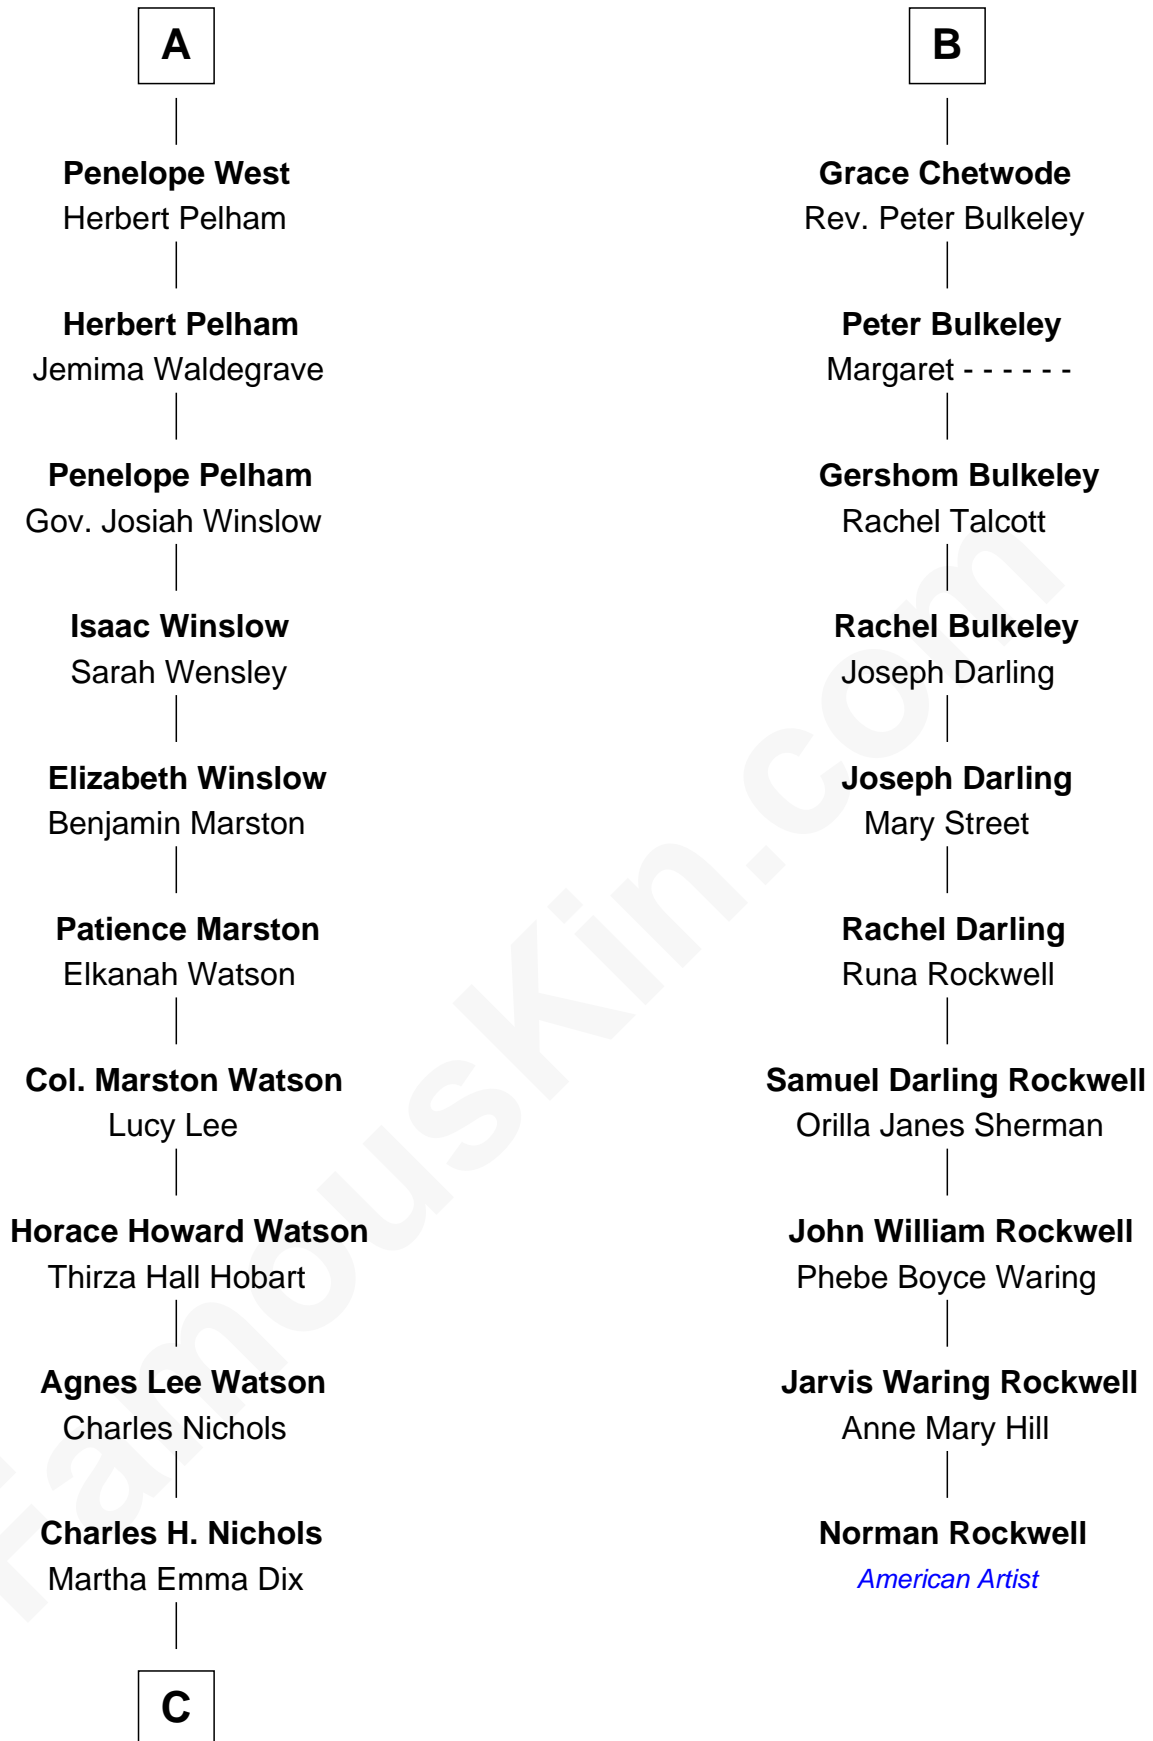 A
Penelope West
Herbert Pelham
Herbert Pelham
Jemima Waldegrave
Penelope Pelham
Gov. Josiah Winslow
Isaac Winslow
Sarah Wensley
Elizabeth Winslow
Benjamin Marston
Patience Marston
Elkanah Watson
Col. Marston Watson
Lucy Lee
Horace Howard Watson
Thirza Hall Hobart
Agnes Lee Watson
Charles Nichols
Charles H. Nichols
Martha Emma Dix
C
B
Grace Chetwode
Rev. Peter Bulkeley
Peter Bulkeley
Margaret - - - - - -
Gershom Bulkeley
Rachel Talcott
Rachel Bulkeley
Joseph Darling
Joseph Darling
Mary Street
Rachel Darling
Runa Rockwell
Samuel Darling Rockwell
Orilla Janes Sherman
John William Rockwell
Phebe Boyce Waring
Jarvis Waring Rockwell
Anne Mary Hill
Norman Rockwell
American Artist
FamousKin.com